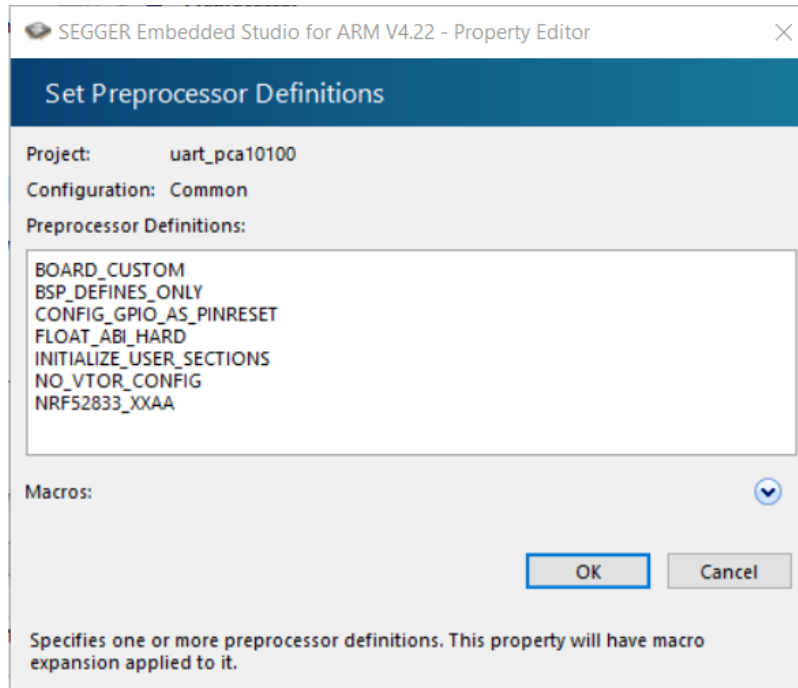 SEGGER Embedded Studio for ARM V4.22 - Property Editor
Set Preprocessor Definitions
Project: uart_pca10100
Configuration: Common
Preprocessor Definitions:
BOARD_CUSTOM
BSP_DEFINES_ONLY
CONFIG_GPIO_AS_PINRESET
FLOAT_ABI_HARD
INITIALIZE_USER_SECTIONS
NO_VTOR_CONFIG
NRF52833_XXAA
Macros:
OK Cancel
Specifies one or more preprocessor definitions. This property will have macro
expansion applied to it.